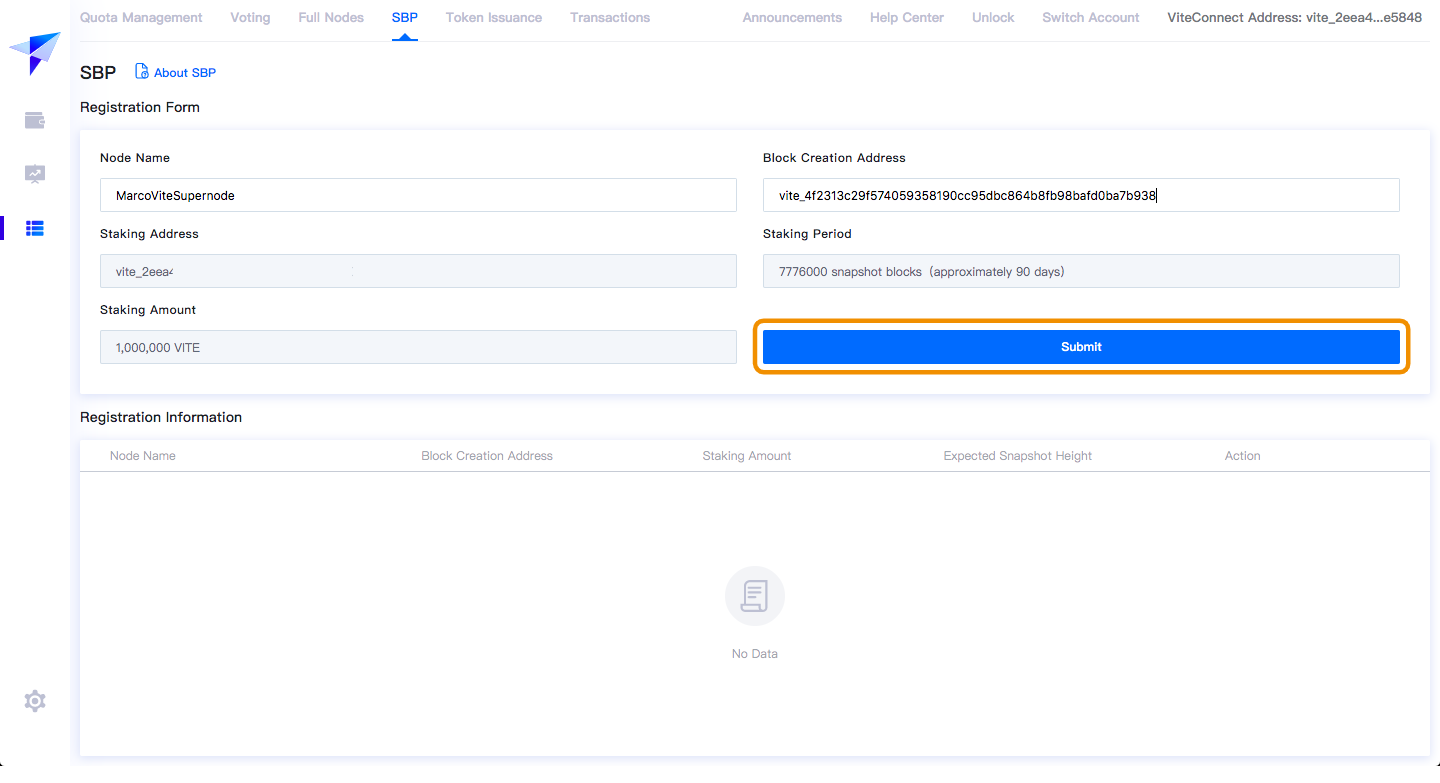 Quota Management Voting Full Nodes SBP Token Issuance Transactions Announcements Help Center Unlock Switch Account ViteConnect Address: vite_2eea4...e5848
SBP About SBP
Registration Form
Node Name Block Creation Address
MarcoViteSupernode vite_4f2313c29f574059358190cc95dbc864b8fb98bafd0ba7b938
Staking Address Staking Period
vite_2eea4 7776000 snapshot blocks (approximately 90 days)
Staking Amount
1,000,000 VITE Submit
Registration Information
Node Name Block Creation Address Staking Amount Expected Snapshot Height Action
No Data